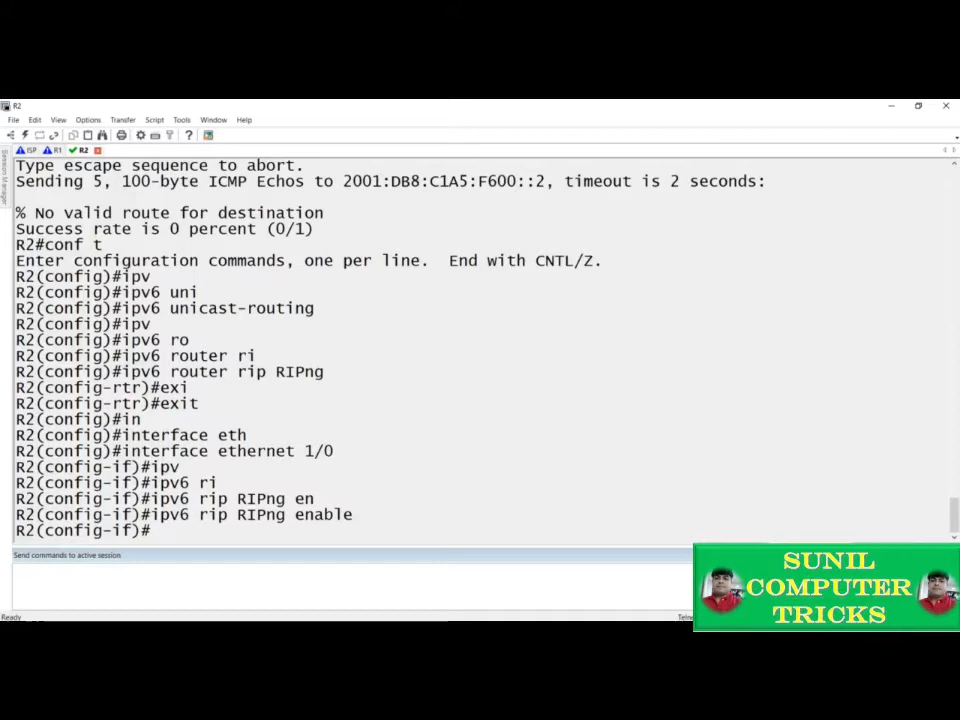 R2
File Edit View Options Transfer Script Tools Window Help
ISP R1 R2
Session Manager
Type escape sequence to abort.
Sending 5, 100-byte ICMP Echos to 2001:DB8:C1A5:F600::2, timeout is 2 seconds:
% No valid route for destination
Success rate is 0 percent (0/1)
R2#conf t
Enter configuration commands, one per line.  End with CNTL/Z.
R2(config)#ipv
R2(config)#ipv6 uni
R2(config)#ipv6 unicast-routing
R2(config)#ipv
R2(config)#ipv6 ro
R2(config)#ipv6 router ri
R2(config)#ipv6 router rip RIPng
R2(config-rtr)#exi
R2(config-rtr)#exit
R2(config)#in
R2(config)#interface eth
R2(config)#interface ethernet 1/0
R2(config-if)#ipv
R2(config-if)#ipv6 ri
R2(config-if)#ipv6 rip RIPng en
R2(config-if)#ipv6 rip RIPng enable
R2(config-if)#
Send commands to active session
Ready
SUNIL
COMPUTER
TRICKS